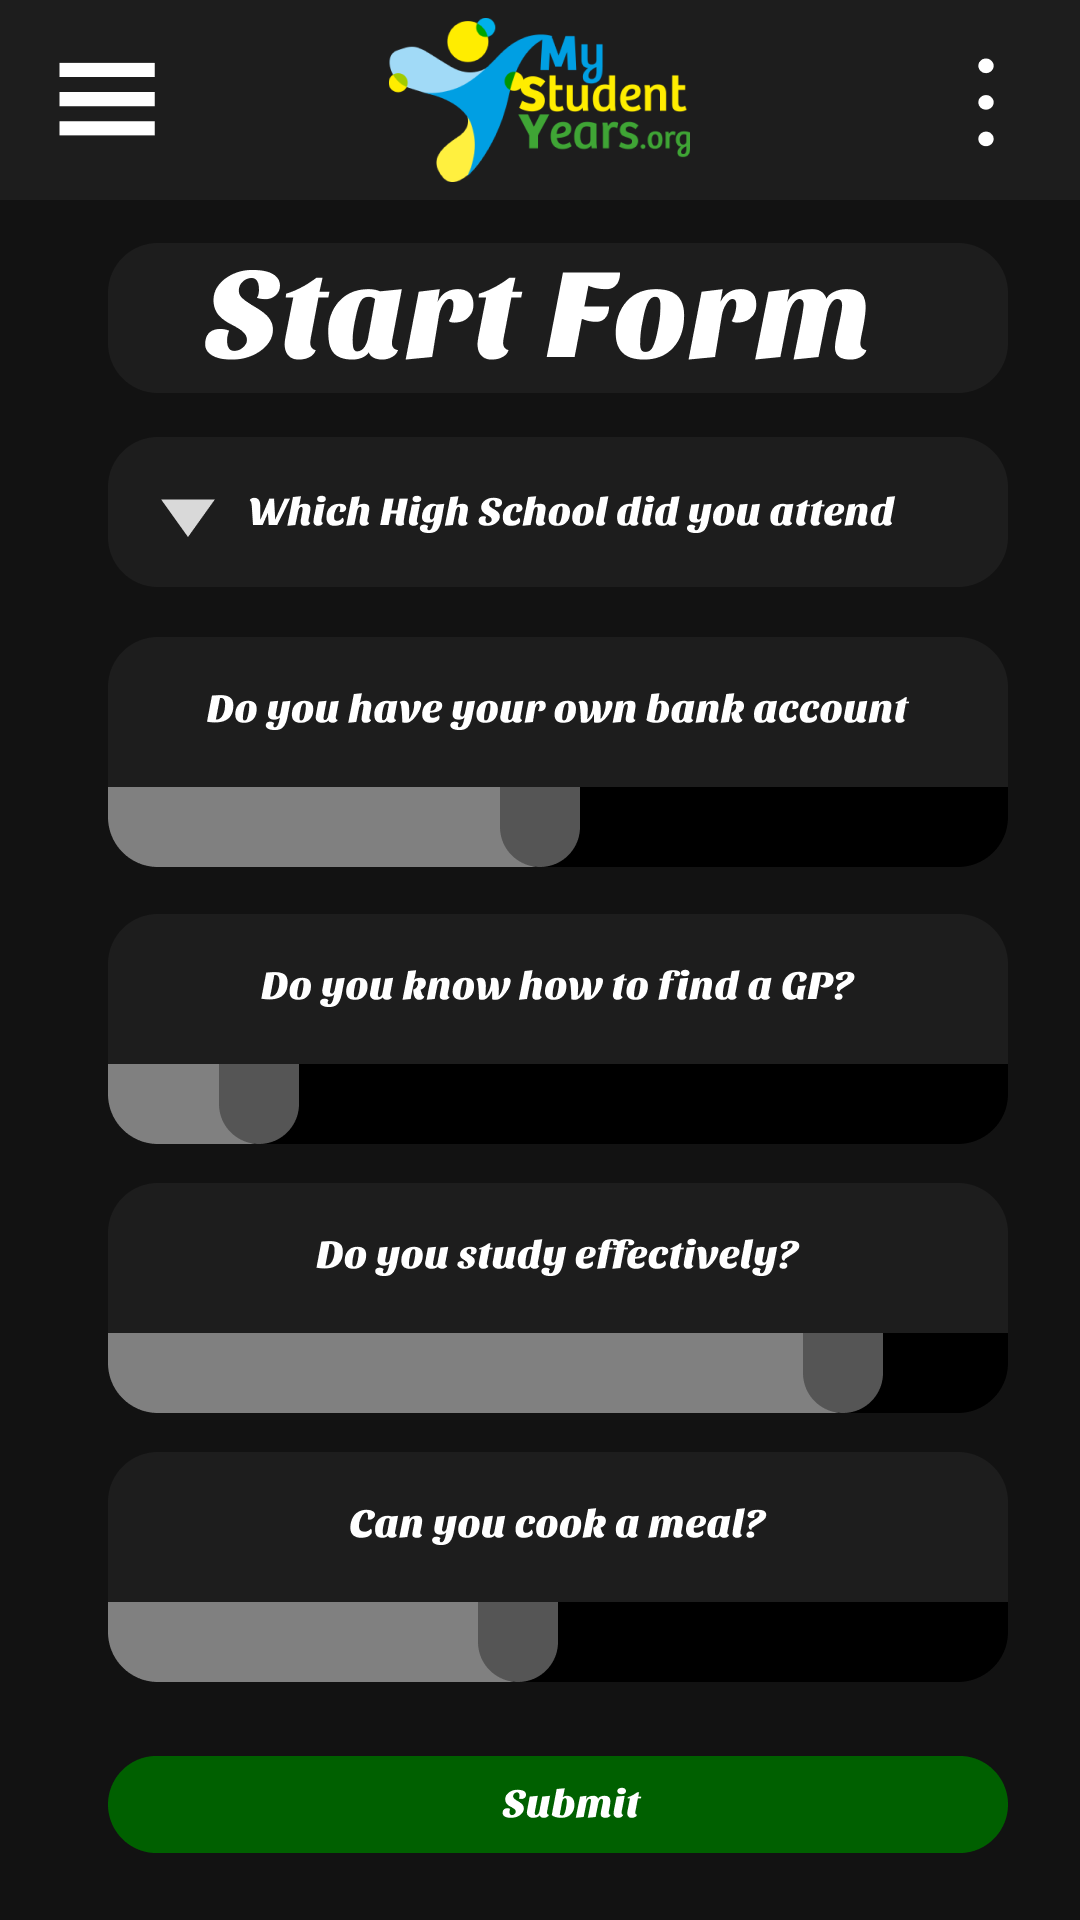 My
Student
Years.org
Start Form
Which High School did you attend
Do you have your own bank account
Do you know how to find a GP?
Do you study effectively?
Can you cook a meal?
Submit